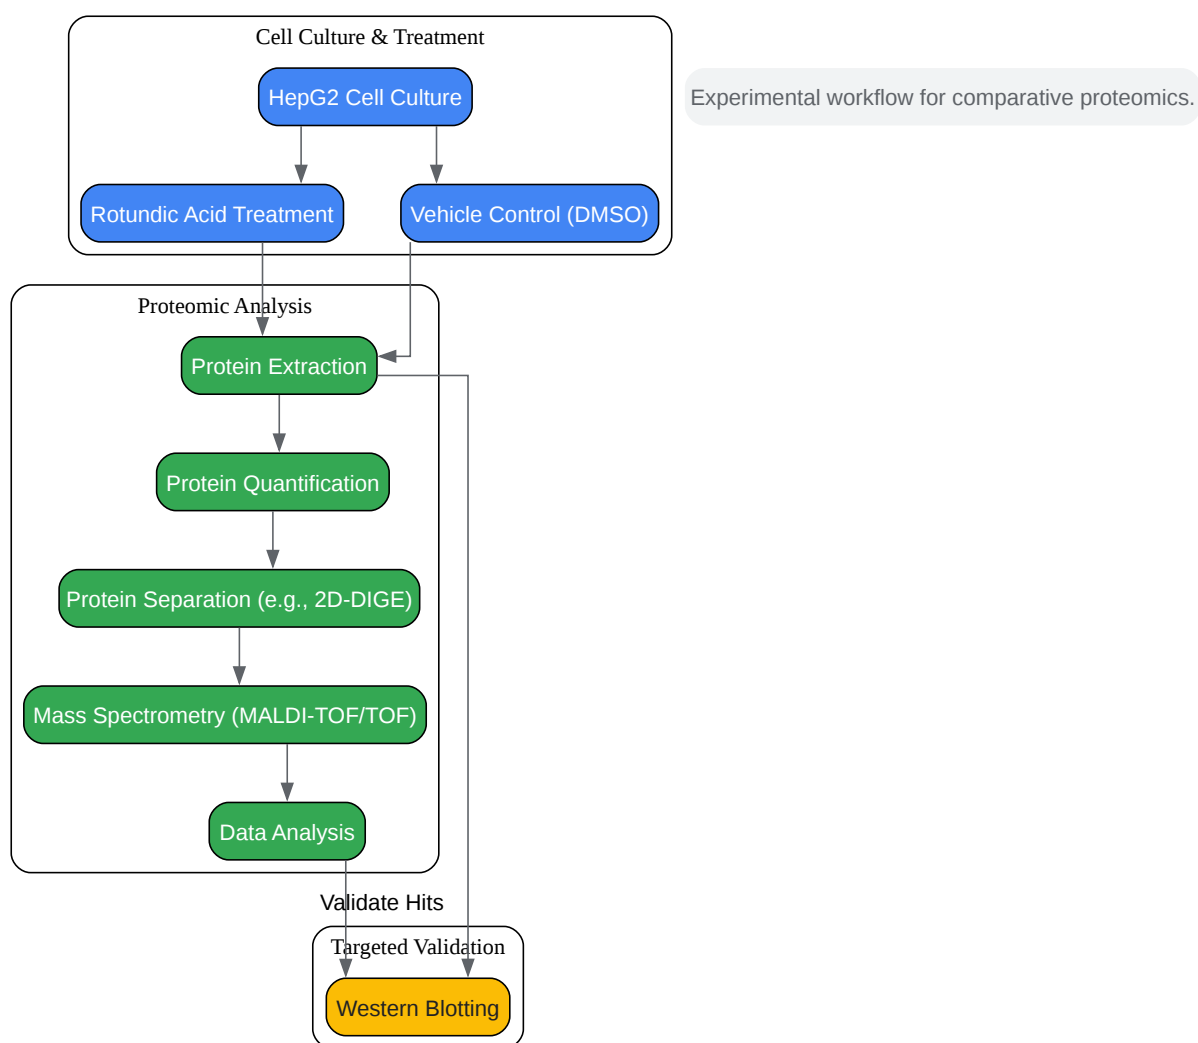 Cell Culture & Treatment
HepG2 Cell Culture
Experimental workflow for comparative proteomics.
Rotundic Acid Treatment
Vehicle Control (DMSO)
Proteomic Analysis
Protein Extraction
Protein Quantification
Protein Separation (e.g., 2D-DIGE)
Mass Spectrometry (MALDI-TOF/TOF)
Data Analysis
Validate Hits
Targeted Validation
Western Blotting